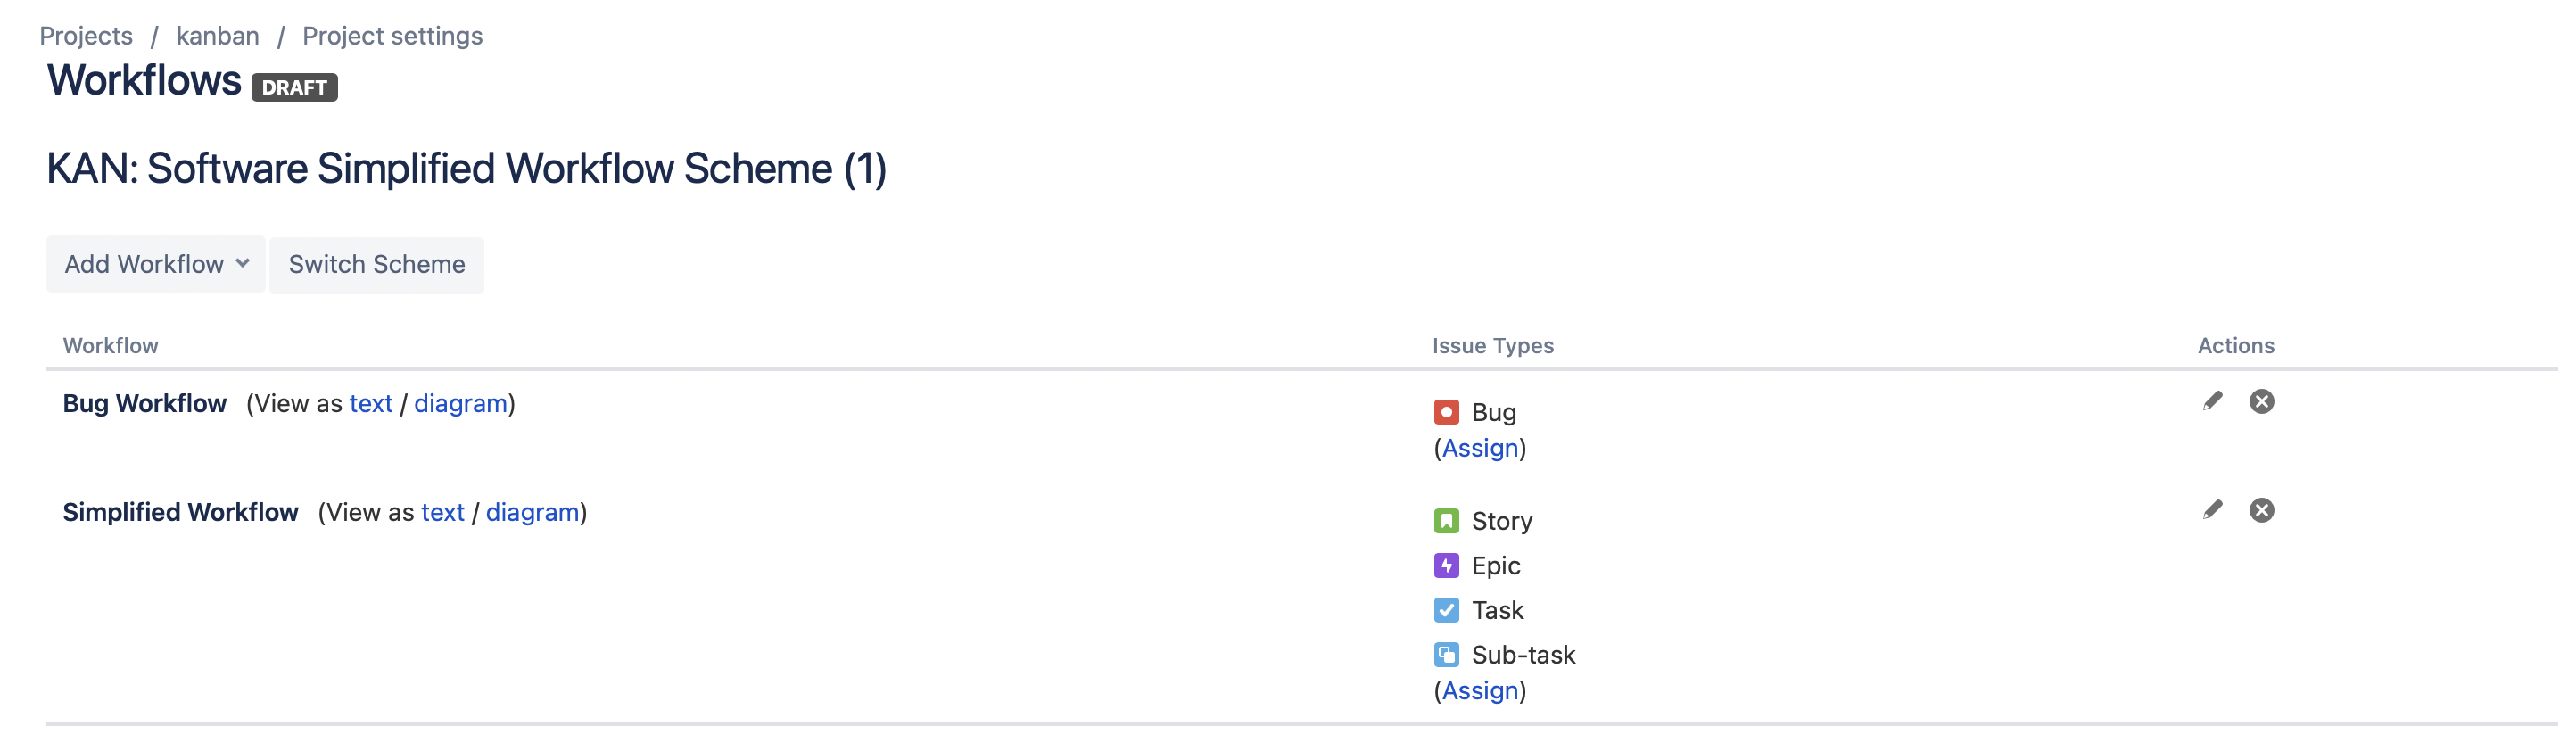 Projects / kanban / Project settings
Workflows DRAFT
KAN: Software Simplified Workflow Scheme (1)
Add Workflow Switch Scheme
Workflow Issue Types Actions
Bug Workflow (View as text / diagram) Bug
(Assign)
Simplified Workflow (View as text / diagram) Story
Epic
Task
Sub-task
(Assign)